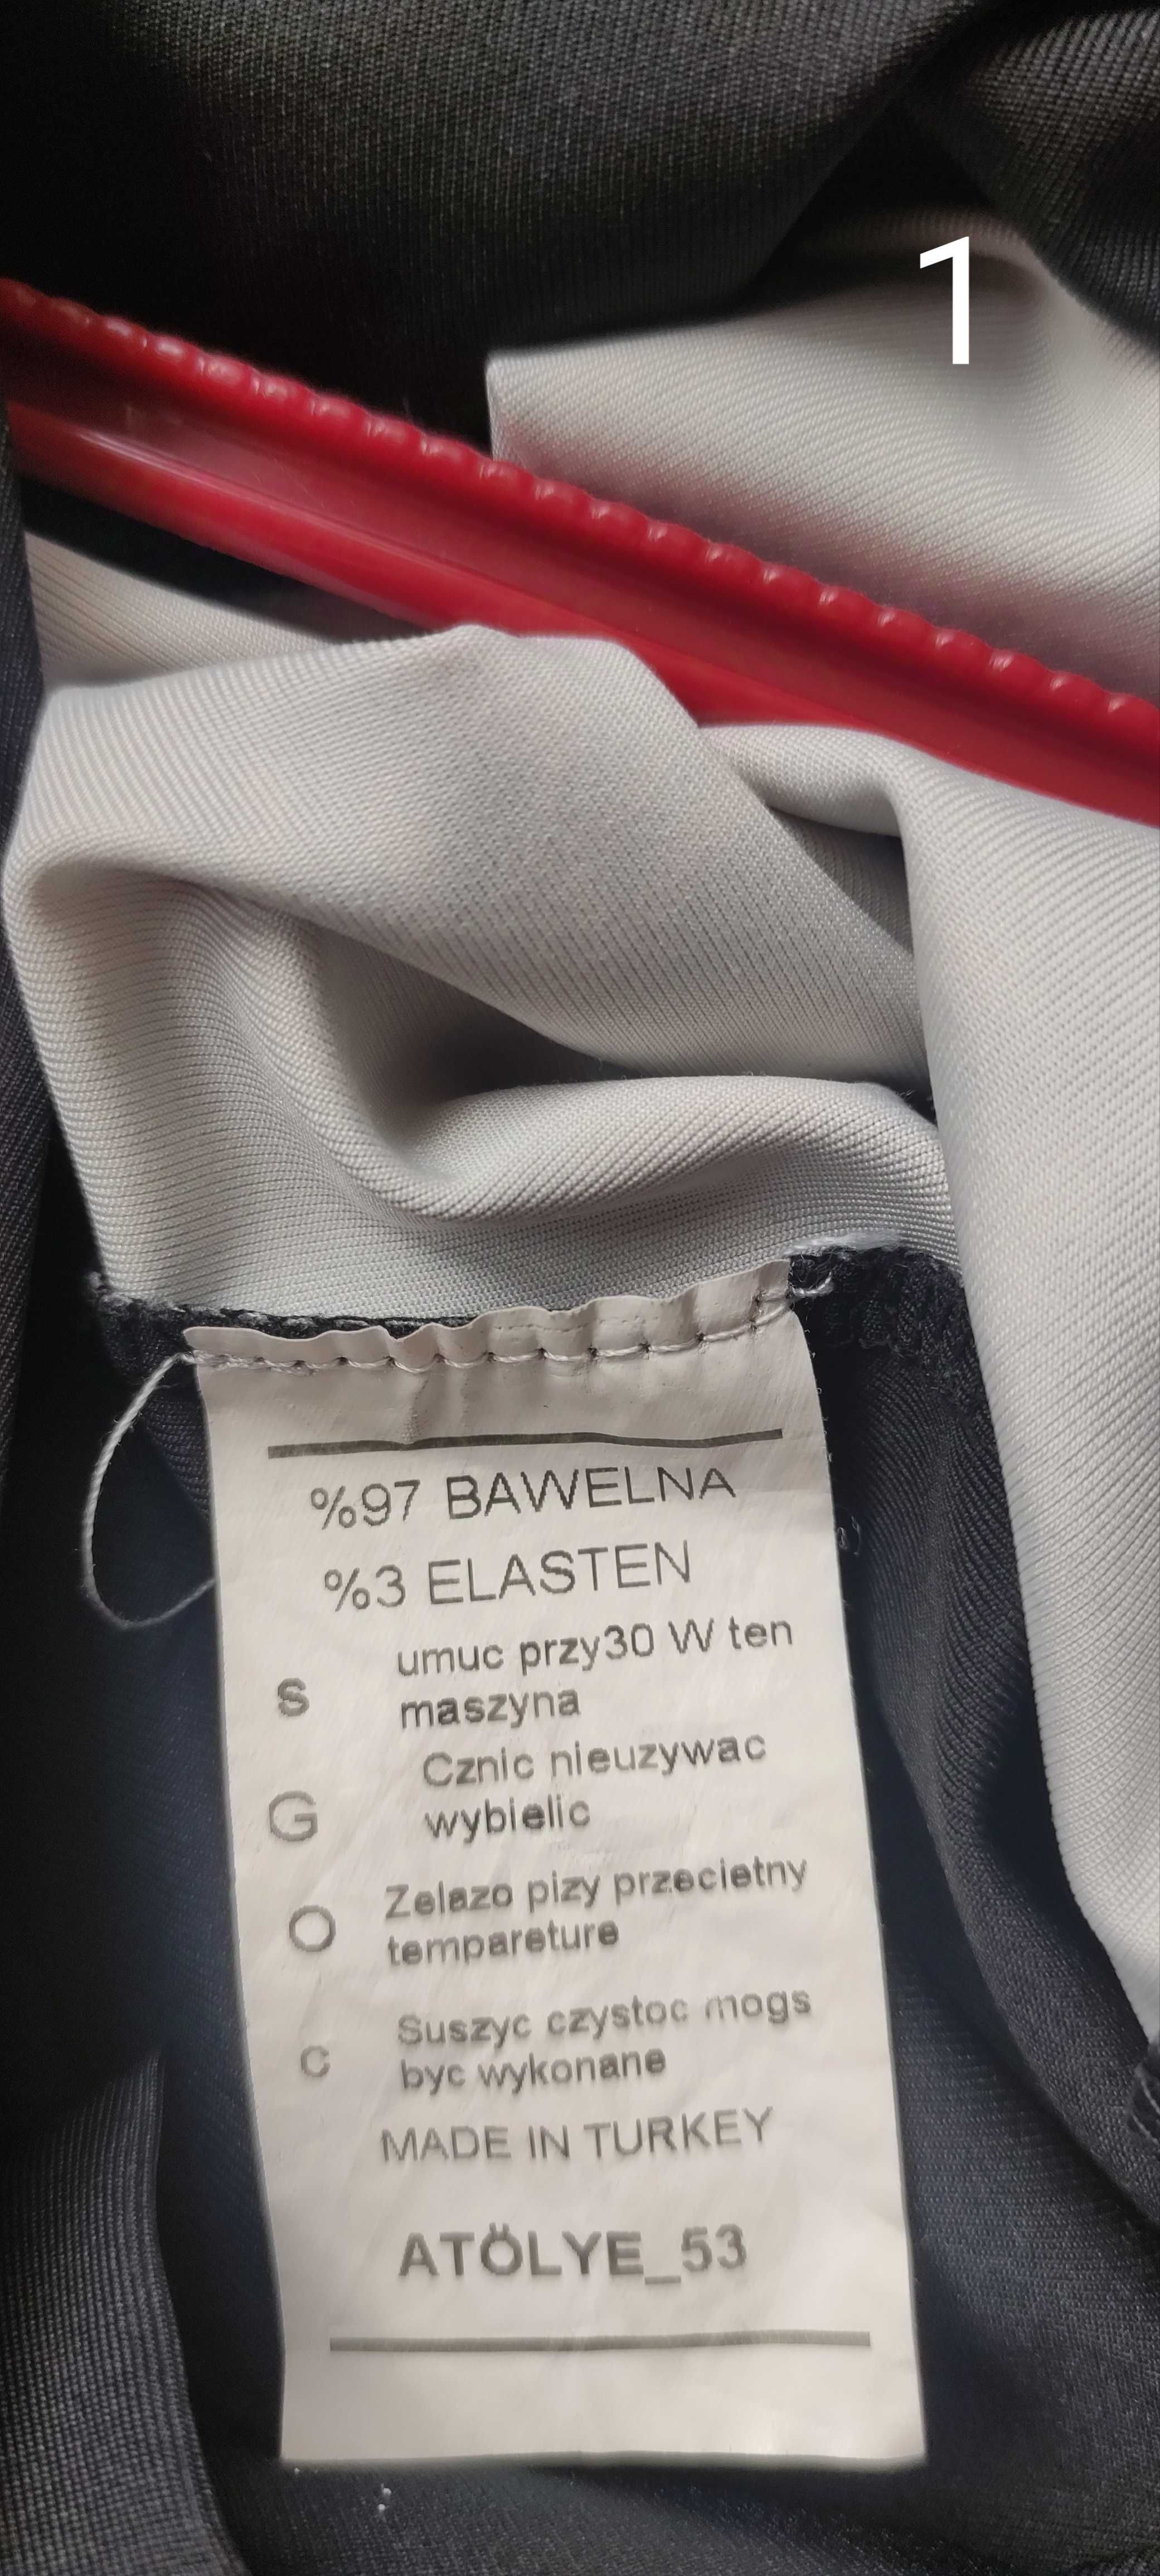 1
%97 BAWELNA
%3 ELASTEN
s umuc przy30 W ten
maszyna
G Cznic nieuzywac
wybielic
O Zelazo pizy przecietny
tempareture
c Suszyc czystoc mogs
byc wykonane
MADE IN TURKEY
ATÖLYE_53